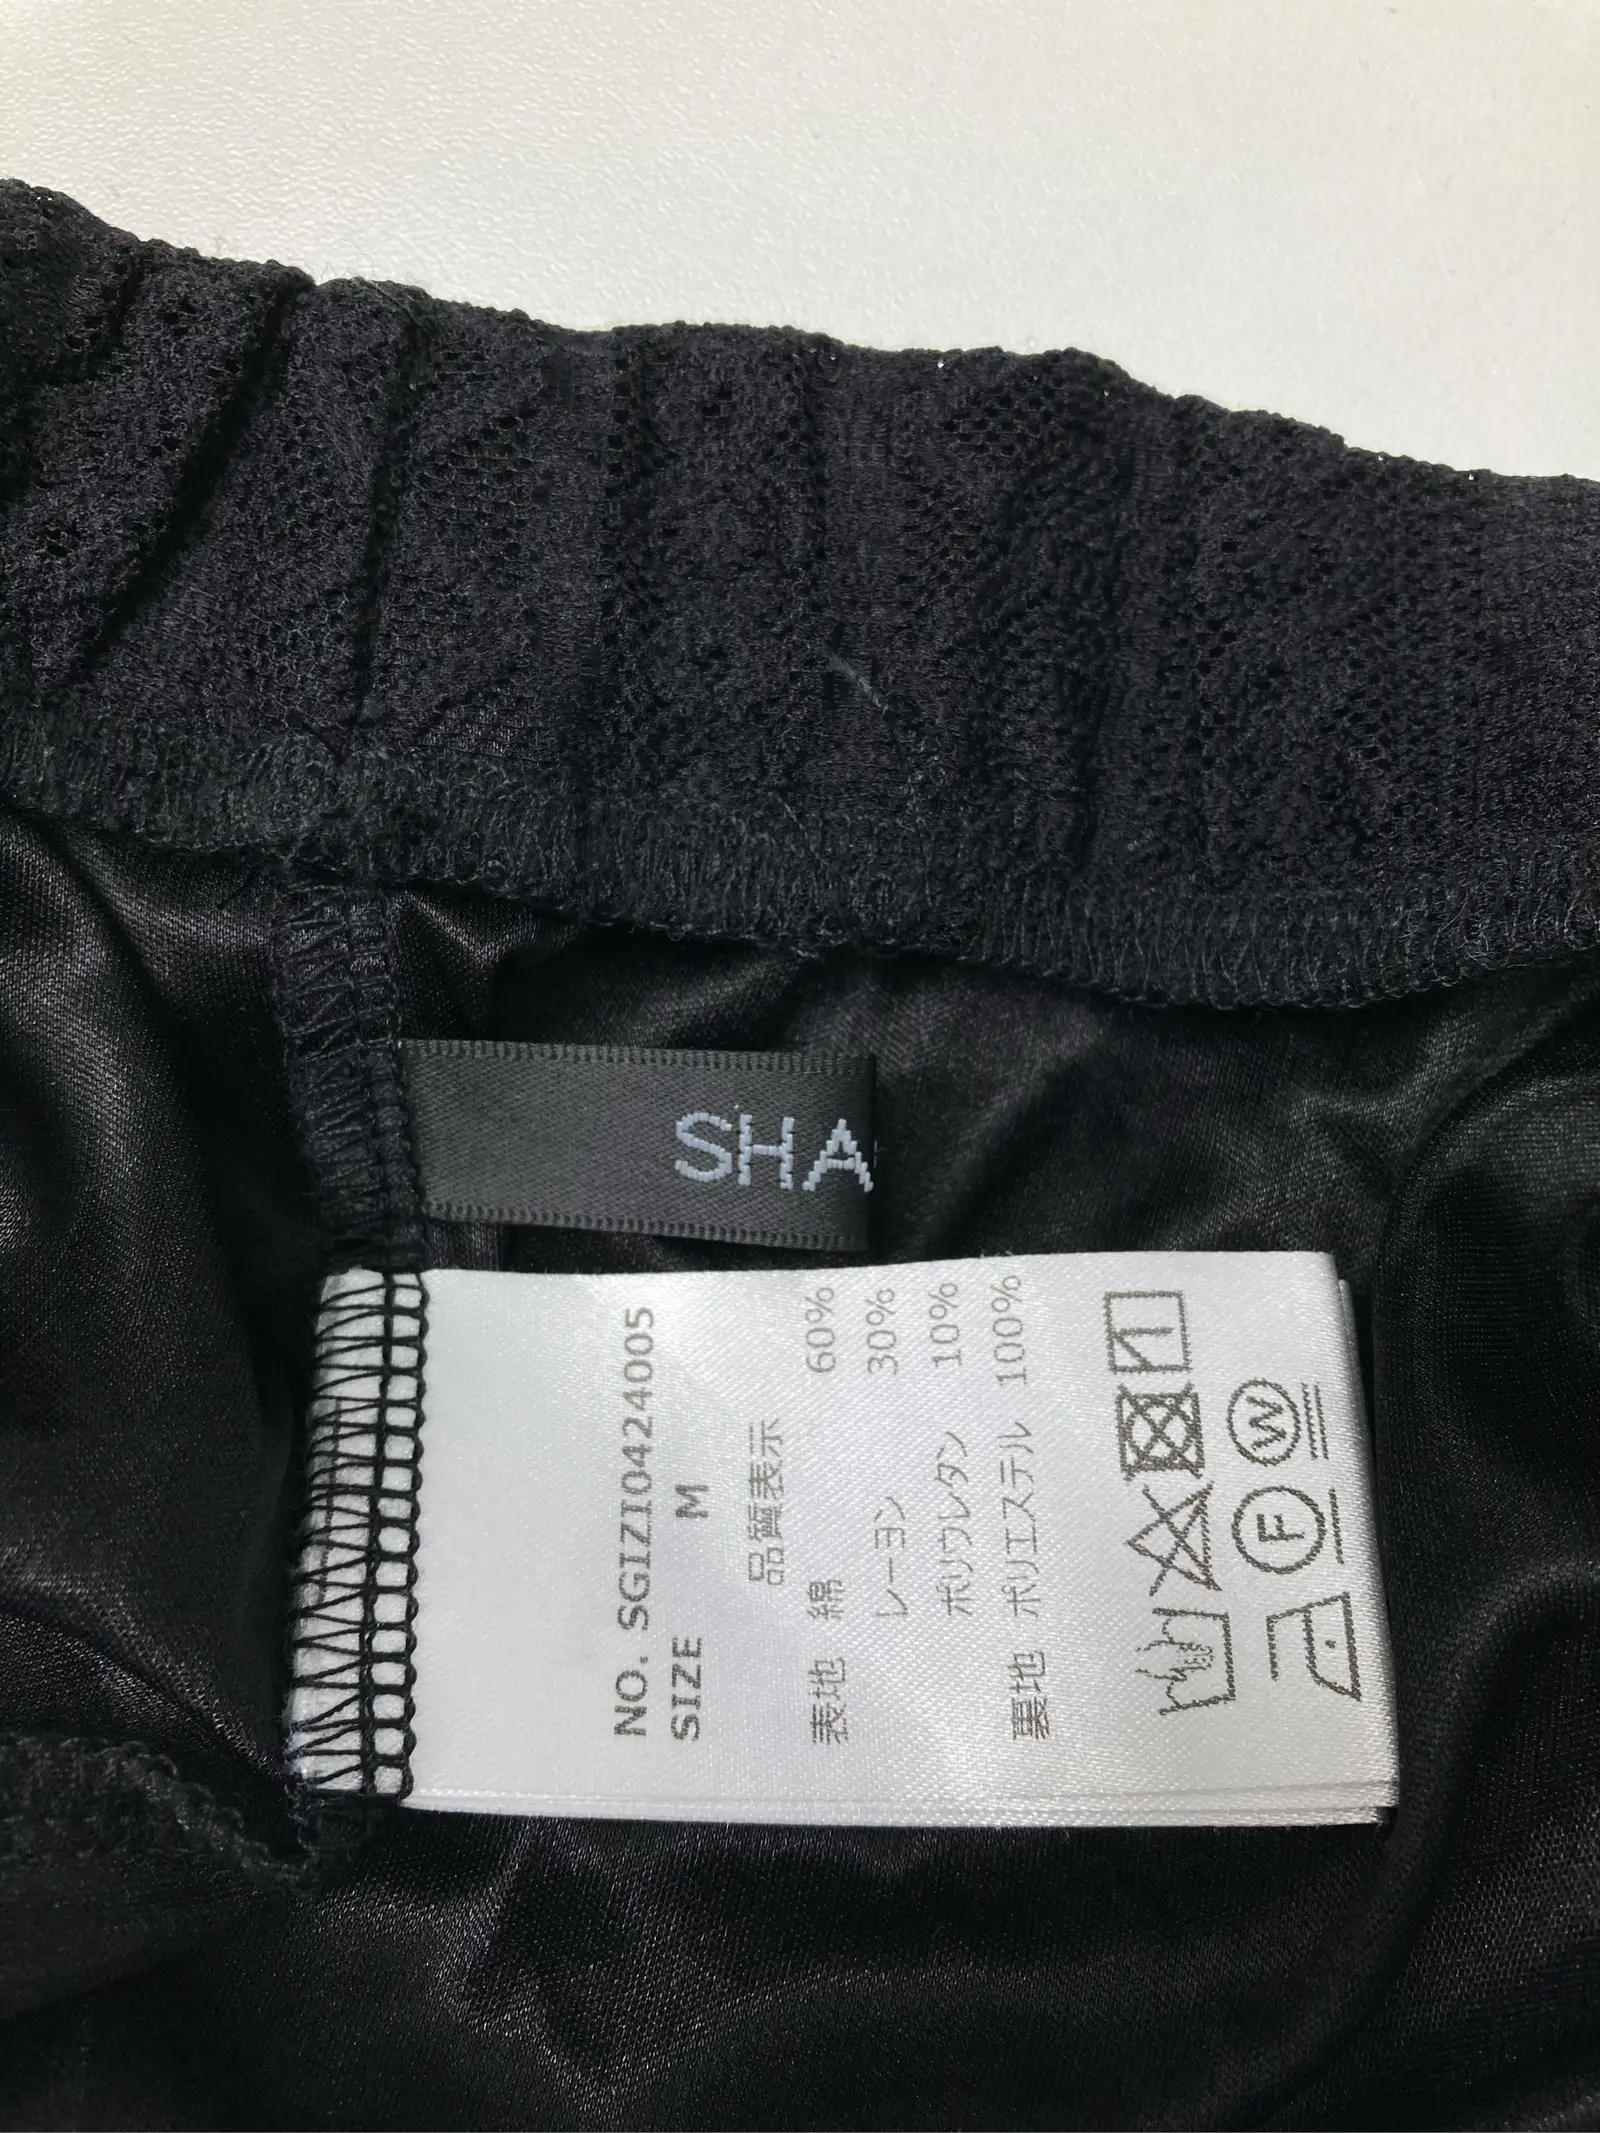 SHA
NO. SGIZI0424005
SIZE M
品質表示
表地 綿 60%
レーヨン 30%
ポリウレタン 10%
裏地 ポリエステル 100%
W
F